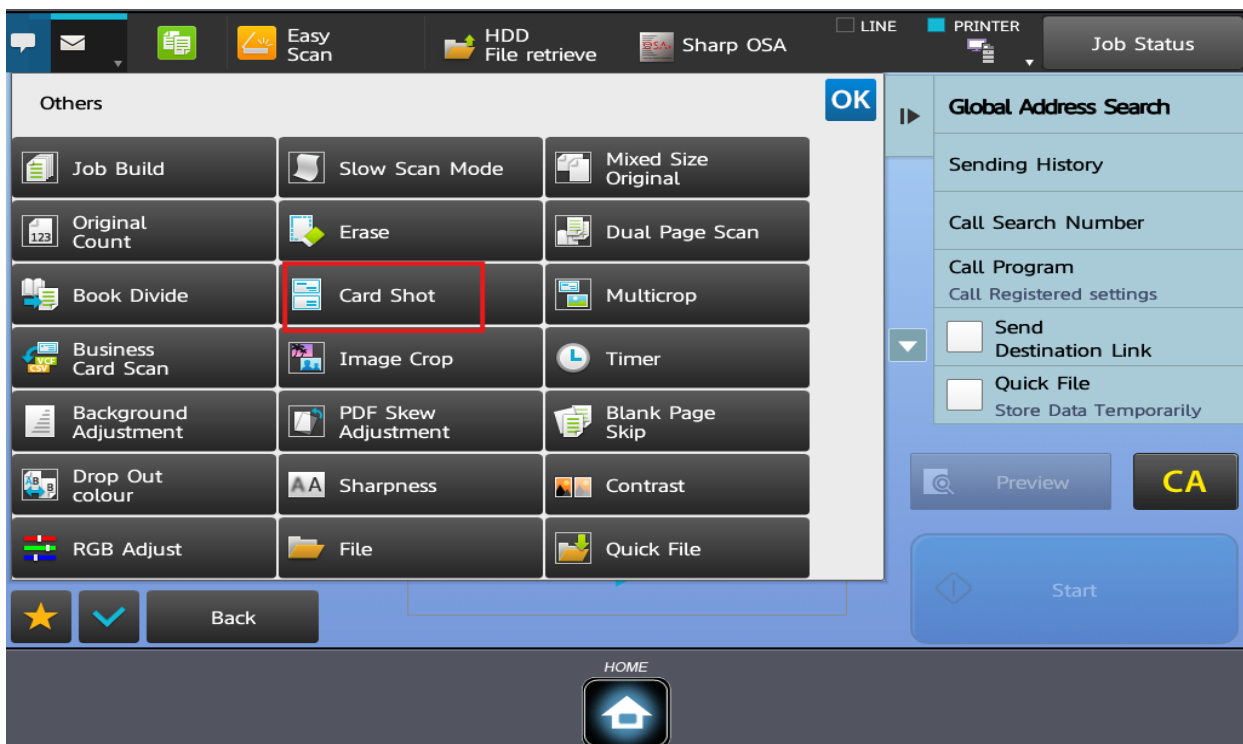 Easy
Scan
HDD
File retrieve
Sharp OSA
LINE
PRINTER
Job Status
Others
OK
Job Build
Slow Scan Mode
Mixed Size
Original
Original
Count
Erase
Dual Page Scan
Book Divide
Card Shot
Multicrop
Business
Card Scan
Image Crop
Timer
Background
Adjustment
PDF Skew
Adjustment
Blank Page
Skip
Drop Out
colour
Sharpness
Contrast
RGB Adjust
File
Quick File
Back
Global Address Search
Sending History
Call Search Number
Call Program
Call Registered settings
Send
Destination Link
Quick File
Store Data Temporarily
Preview
CA
Start
HOME